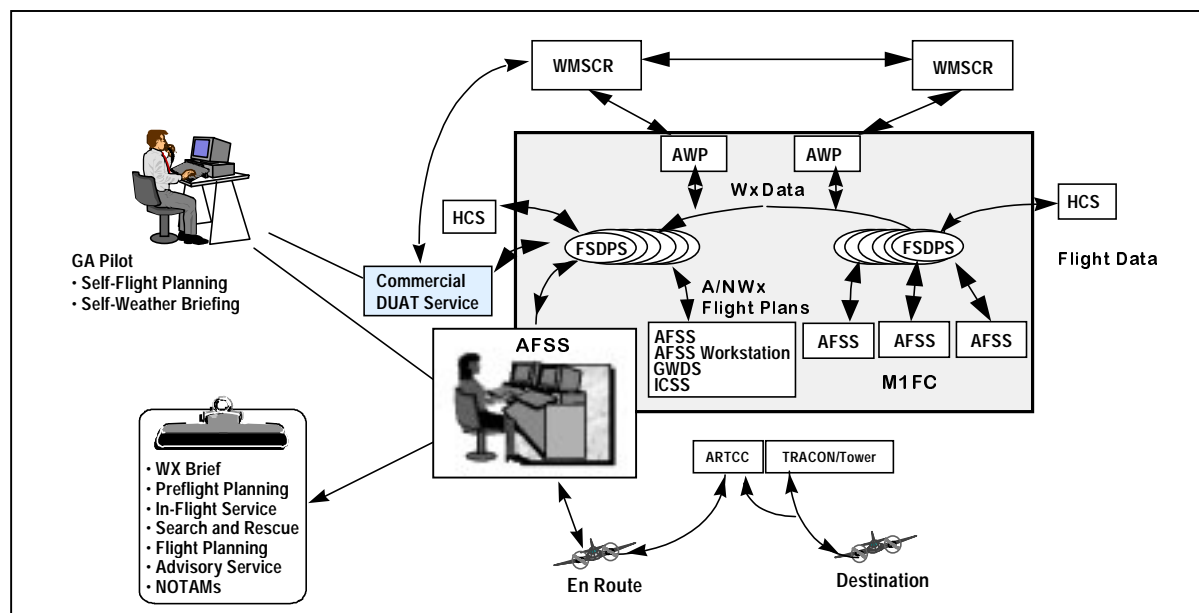 WMSCR
WMSCR
AWP
AWP
Wx Data
HCS
HCS
FSDPS
FSDPS
Flight Data
GA Pilot
• Self-Flight Planning
• Self-Weather Briefing
Commercial
DUAT Service
A/NWx
Flight Plans
AFSS
AFSS
AFSS Workstation
GWDS
ICSS
AFSS
AFSS
AFSS
M1FC
• WX Brief
• Preflight Planning
• In-Flight Service
• Search and Rescue
• Flight Planning
• Advisory Service
• NOTAMs
ARTCC
TRACON/Tower
En Route
Destination